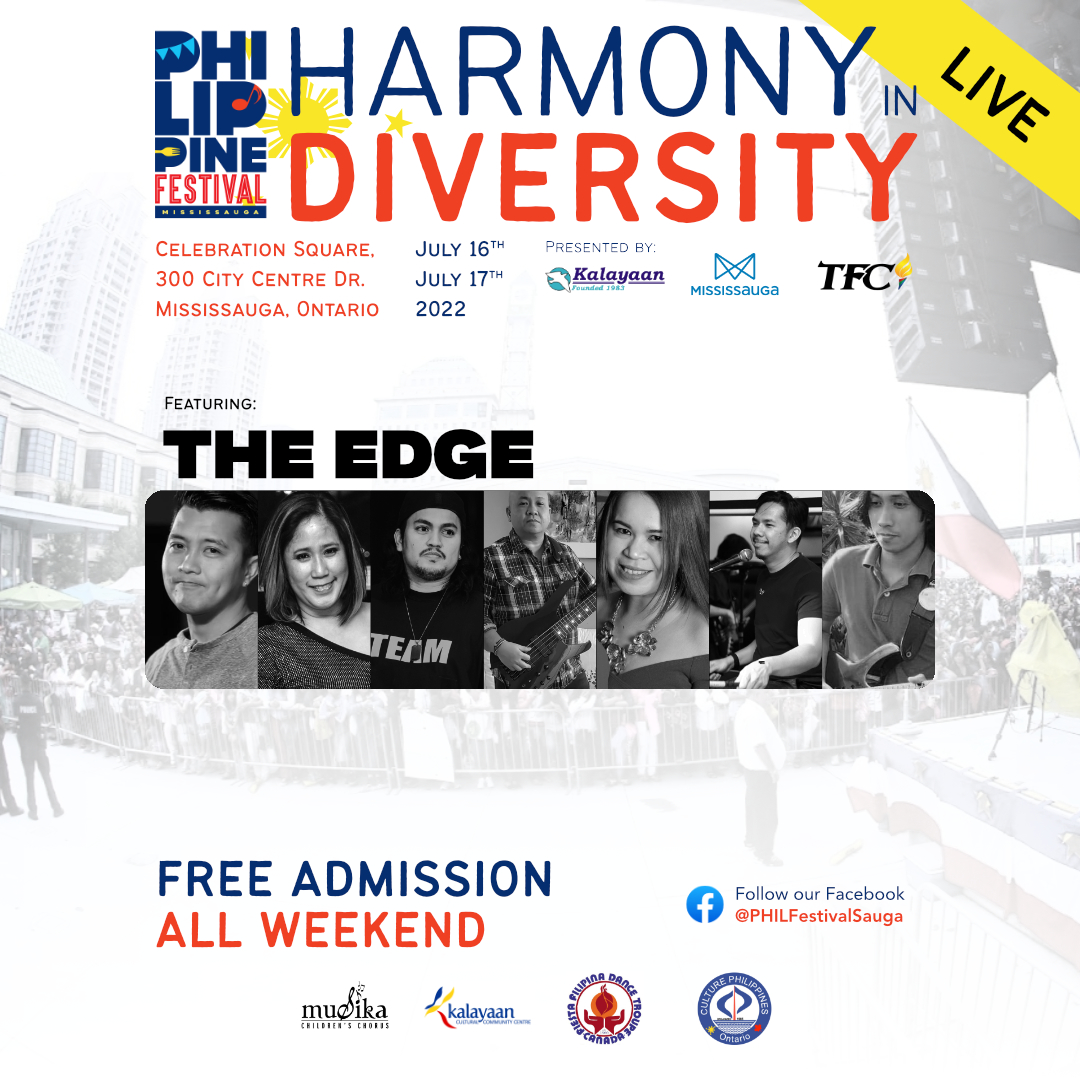 PHI
LIP
PINE
FESTIVAL
MISSISSAUGA
HARMONY IN
DIVERSITY
LIVE
CELEBRATION SQUARE,
300 CITY CENTRE DR.
MISSISSAUGA, ONTARIO
JULY 16TH
JULY 17TH
2022
PRESENTED BY:
Kalayaan
Founded 1983
MISSISSauGa
TFC
FEATURING:
THE EDGE
TEAM
FREE ADMISSION
ALL WEEKEND
Follow our Facebook
@PHILFestivalSauga
musika
CHILDREN'S CHORUS
kalayaan
CULTURAL COMMUNITY CENTRE
FIESTA FILIPINA DANCE TROUPE
CANADA
CULTURE PHILIPPINES
Ontario